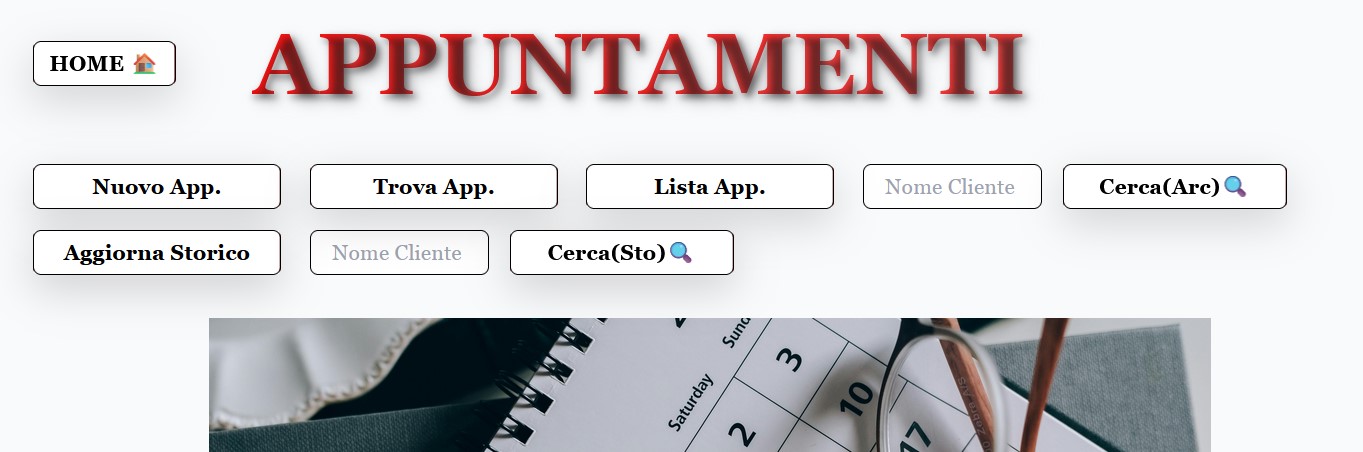 HOME
APPUNTAMENTI
Nuovo App.
Trova App.
Lista App.
Nome Cliente
Cerca(Arc)
Aggiorna Storico
Nome Cliente
Cerca(Sto)
Saturday
3
10
2
17